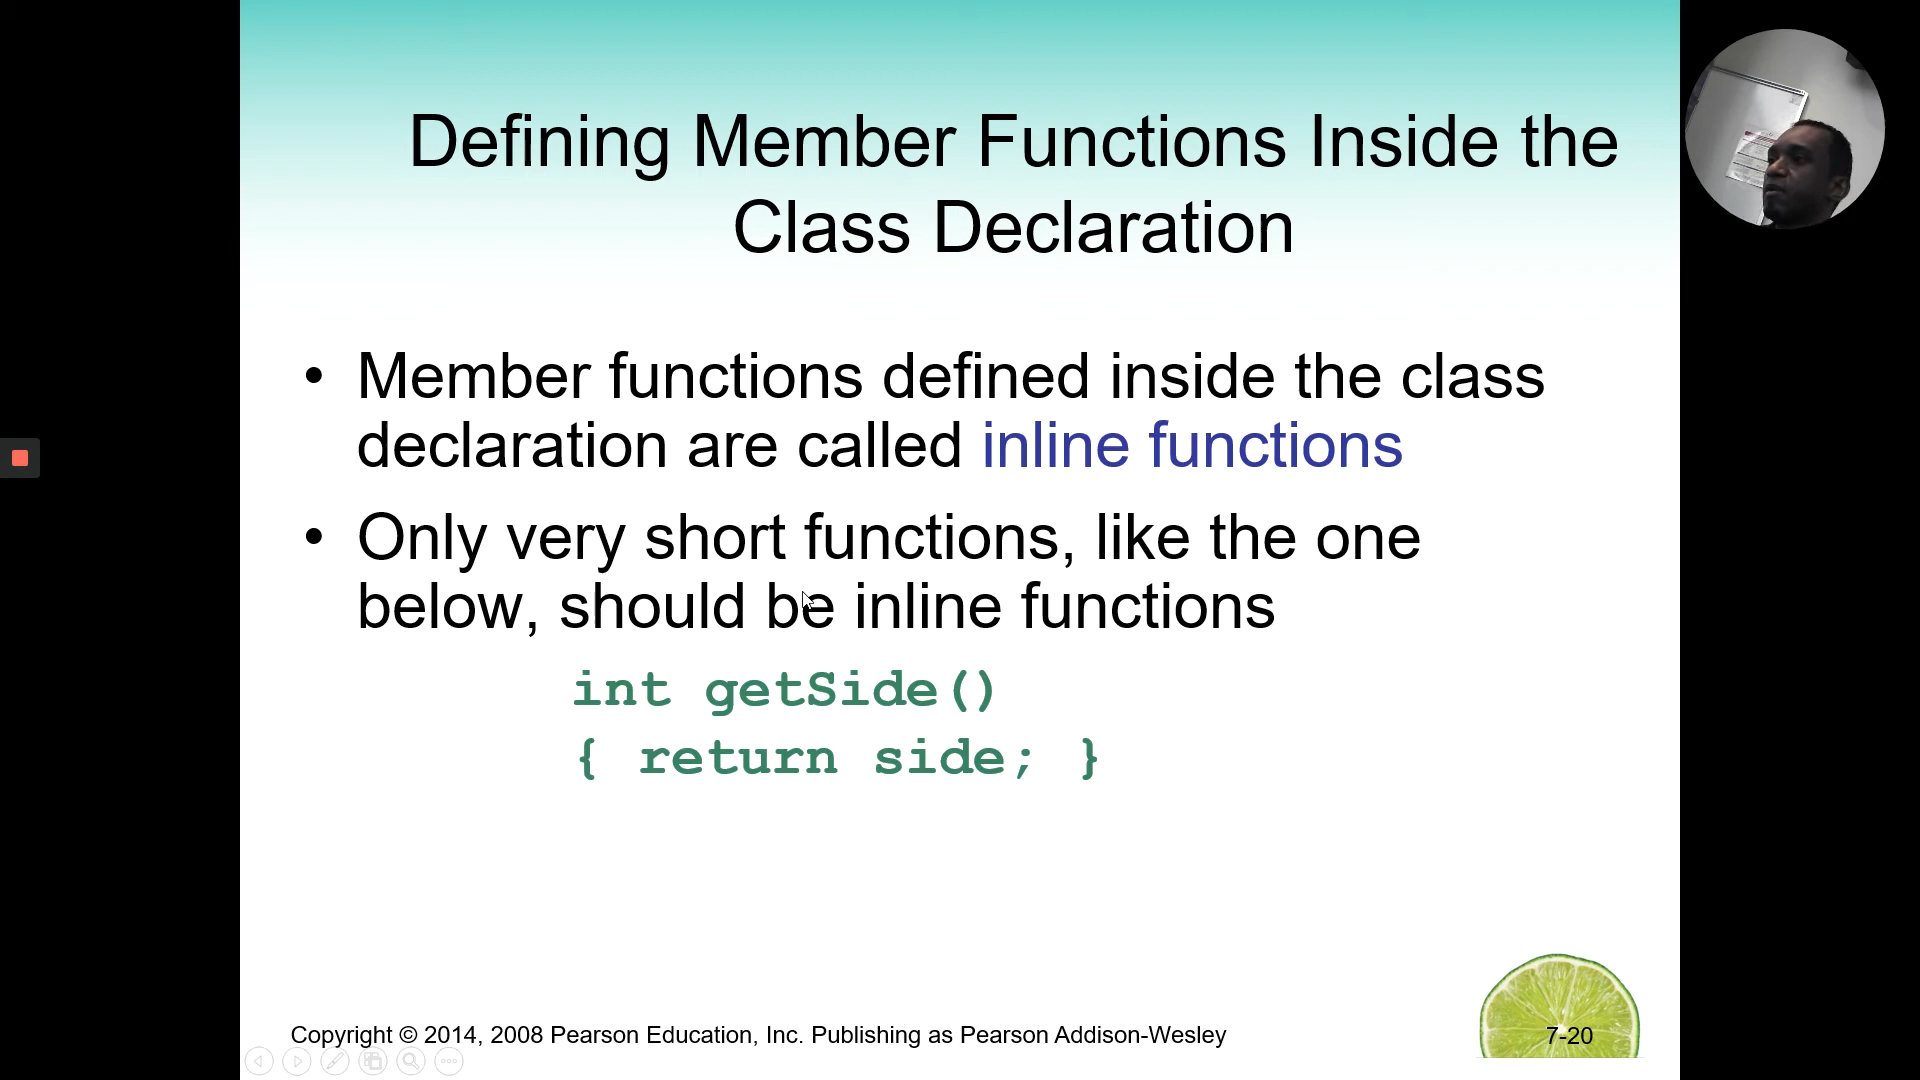 Defining Member Functions Inside the
Class Declaration
• Member functions defined inside the class
declaration are called inline functions
• Only very short functions, like the one
below, should be inline functions
int getSide()
{ return side; }
Copyright © 2014, 2008 Pearson Education, Inc. Publishing as Pearson Addison-Wesley
7-20